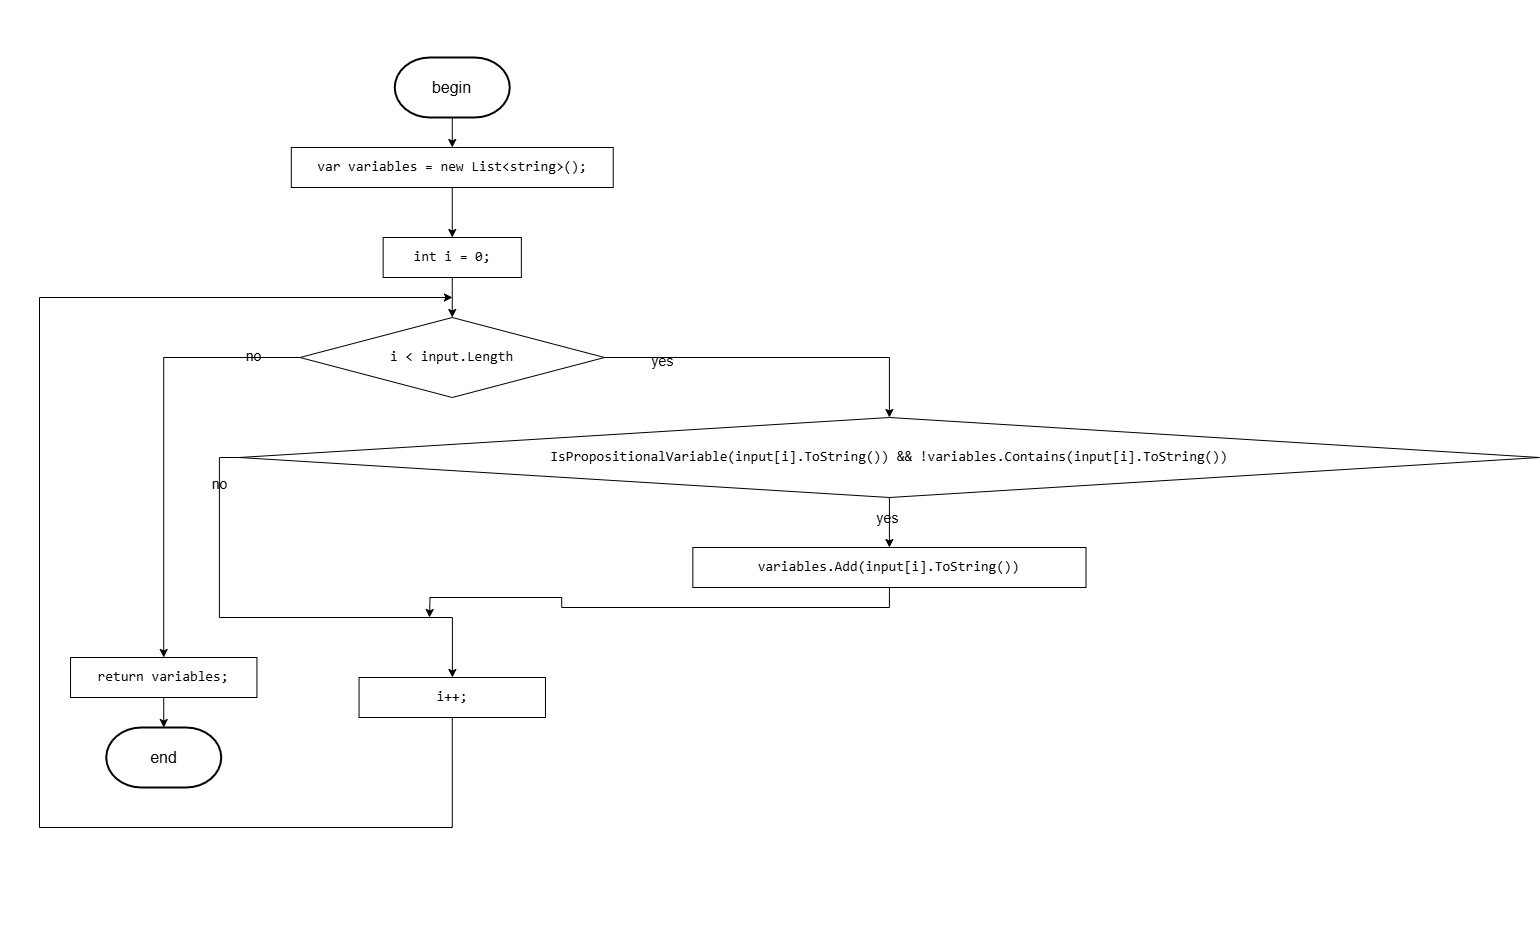 begin
var variables = new List<string>();
int i = 0;
i < input.Length
no
yes
IsPropositionalVariable(input[i].ToString()) && !variables.Contains(input[i].ToString())
no
yes
variables.Add(input[i].ToString())
return variables;
i++;
end